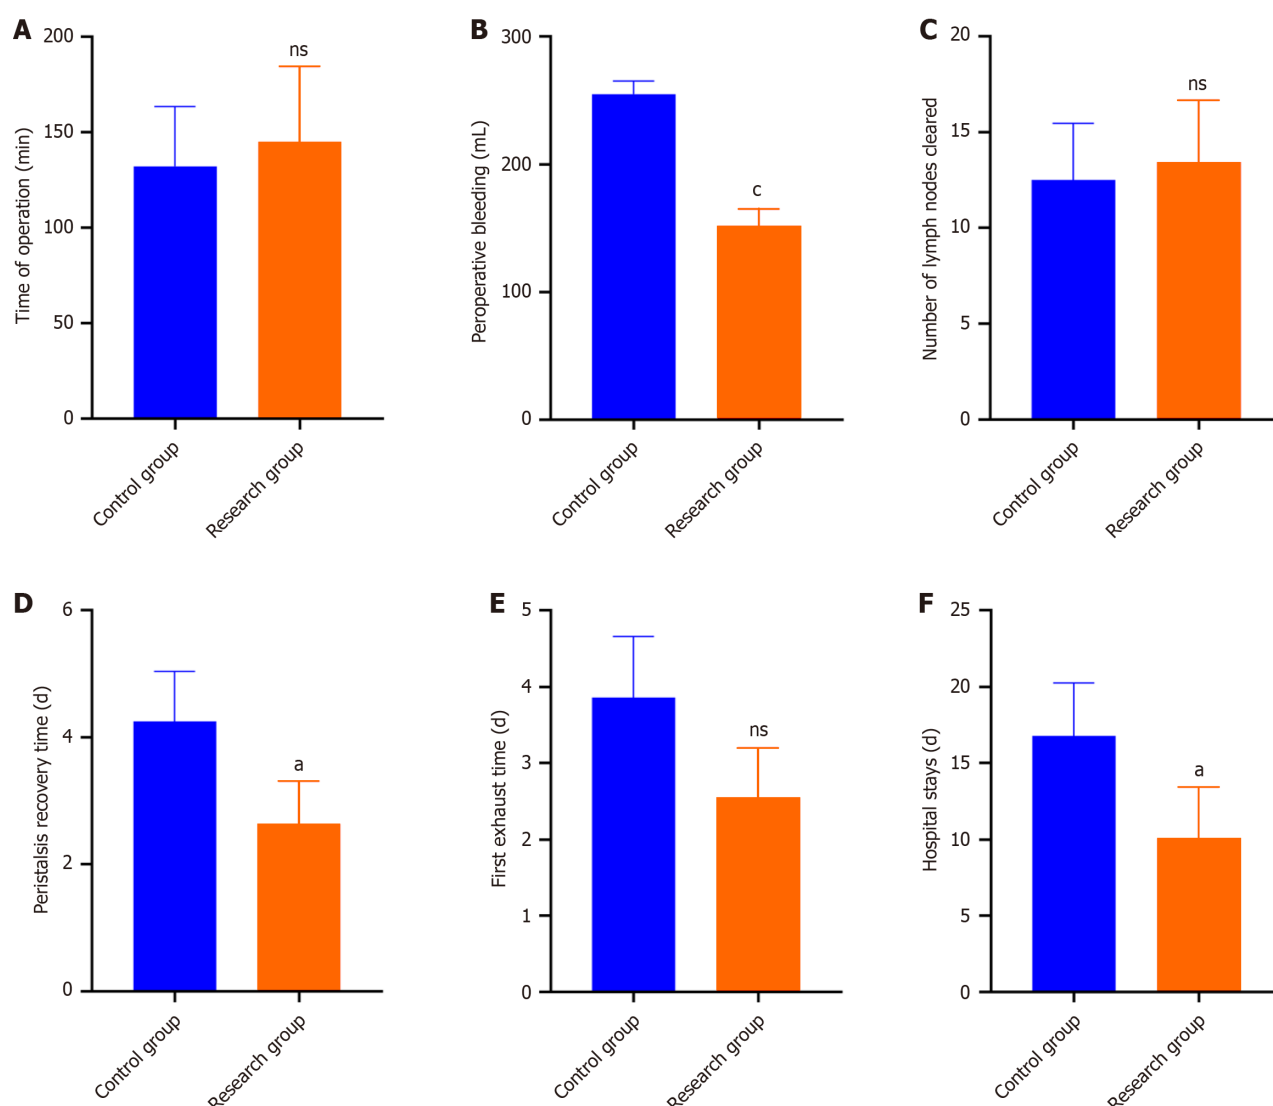 A
Time of operation (min)
200
150
100
50
0
ns
Control group
Research group
B
Peroperative bleeding (mL)
300
200
100
0
c
Control group
Research group
C
Number of lymph nodes cleared
20
15
10
5
0
ns
Control group
Research group
D
Peristalsis recovery time (d)
6
4
2
0
a
Control group
Research group
E
First exhaust time (d)
5
4
3
2
1
0
ns
Control group
Research group
F
Hospital stays (d)
25
20
15
10
5
0
a
Control group
Research group